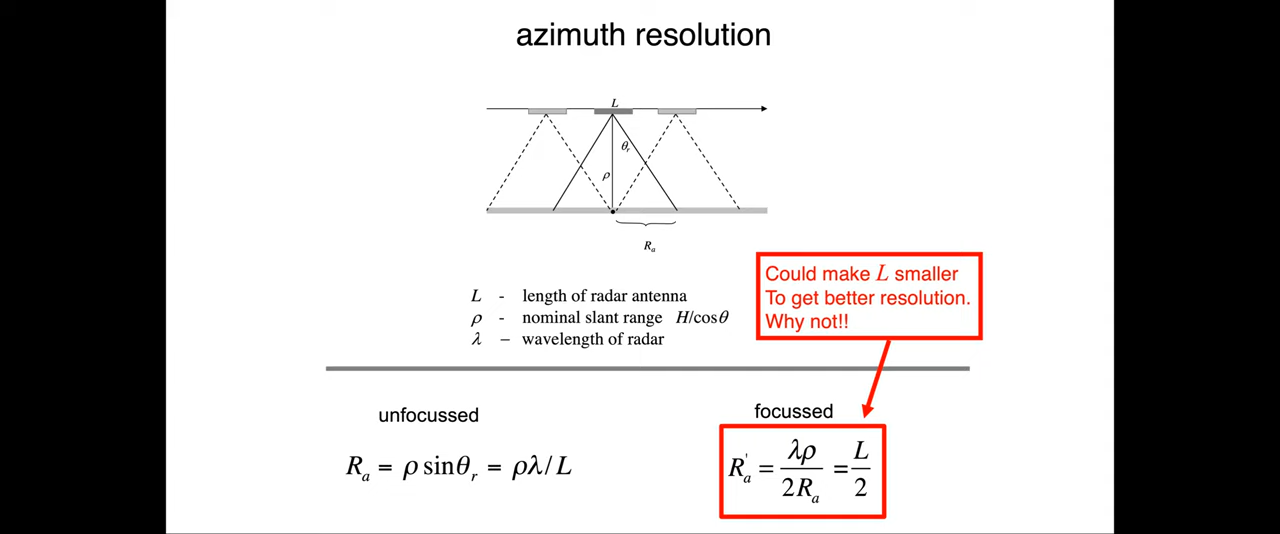 azimuth resolution
L
θr
ρ
Ra
L - length of radar antenna
ρ - nominal slant range H/cosθ
λ – wavelength of radar
Could make L smaller
To get better resolution.
Why not!!
unfocussed
Ra = ρ sinθr = ρλ/L
focussed
Ra' = λρ/2Ra = L/2